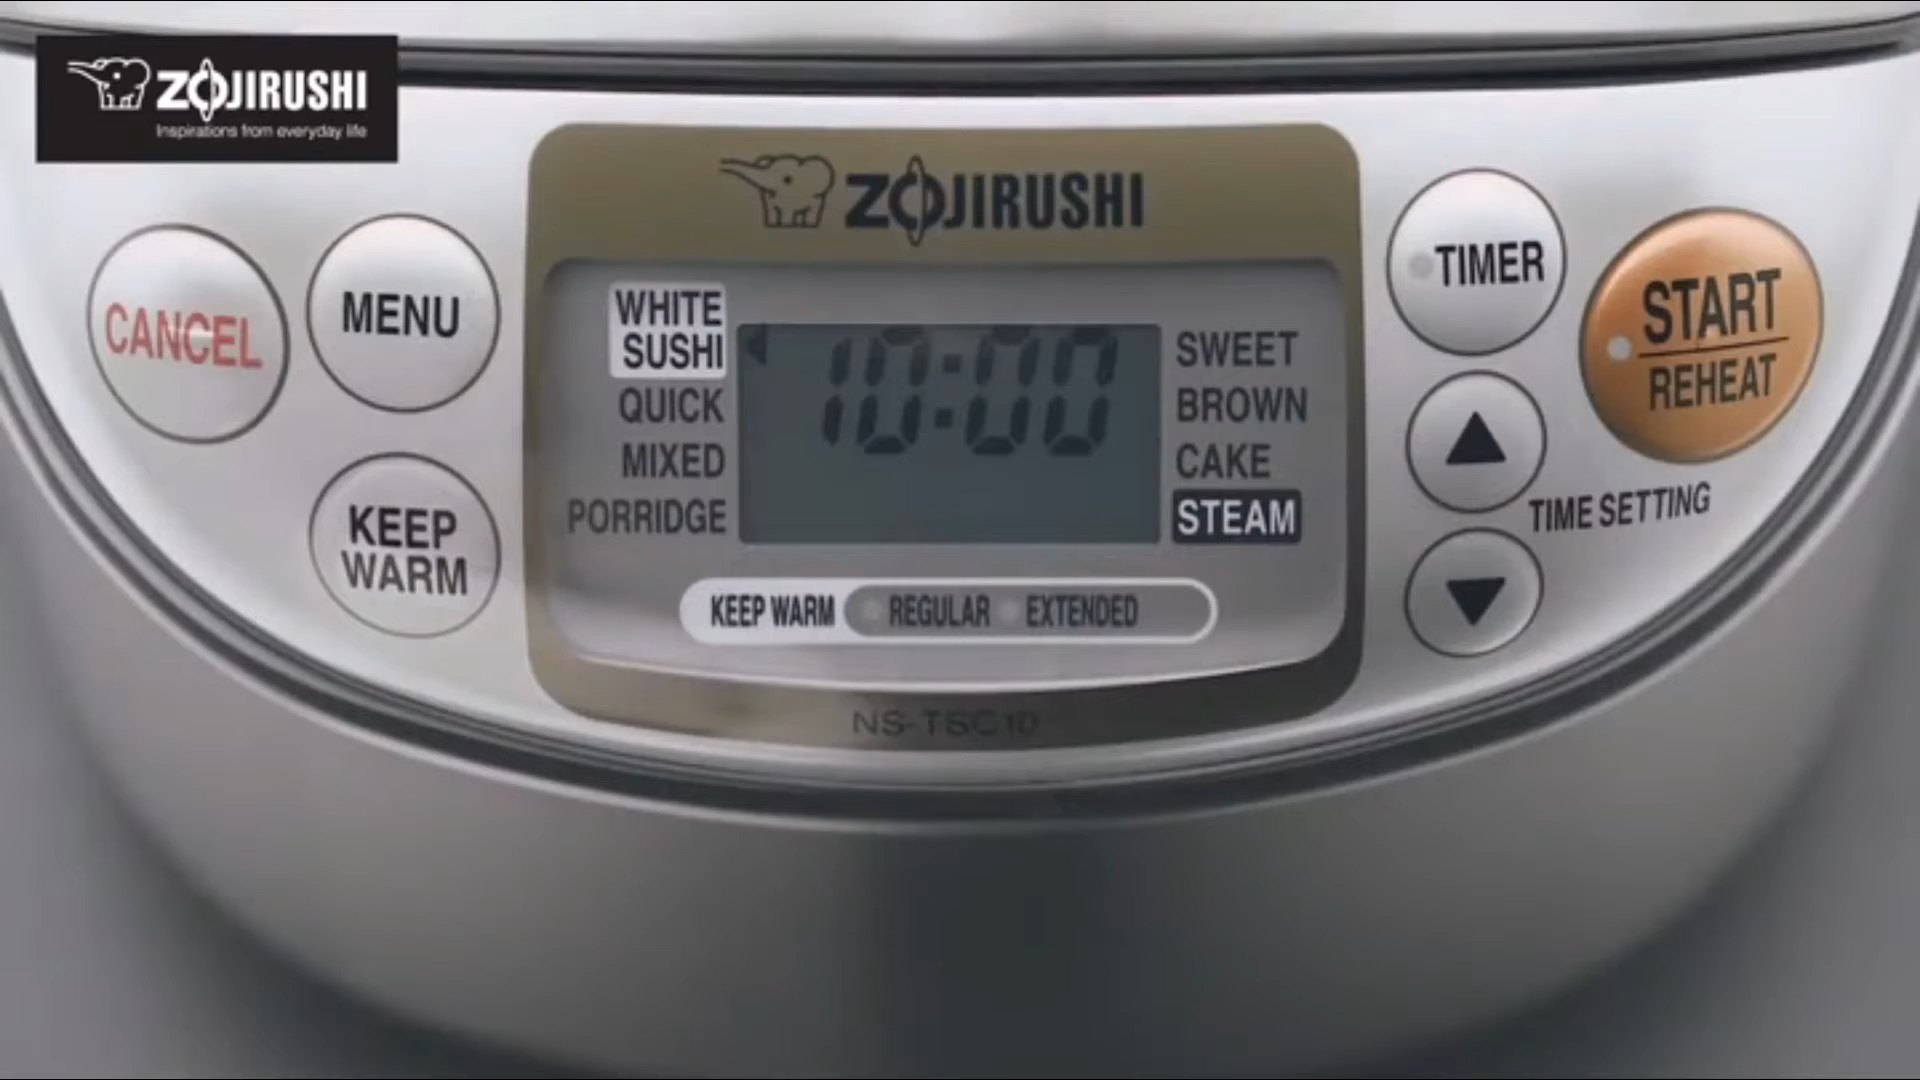 ZOJIRUSHI
Inspirations from everyday life
ZOJIRUSHI
CANCEL
MENU
KEEP
WARM
WHITE
SUSHI
QUICK
MIXED
PORRIDGE
10:00
SWEET
BROWN
CAKE
STEAM
KEEP WARM REGULAR EXTENDED
NS-TSC10
TIMER
START
REHEAT
TIME SETTING